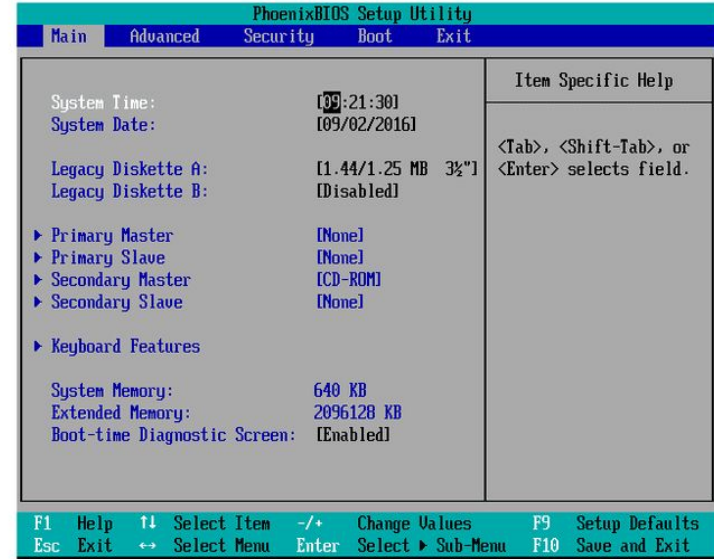 PhoenixBIOS Setup Utility
Main Advanced Security Boot Exit
Item Specific Help
System Time: [09:21:30]
System Date: [09/02/2016]
<Tab>, <Shift-Tab>, or
<Enter> selects field.
Legacy Diskette A: [1.44/1.25 MB 3½"]
Legacy Diskette B: [Disabled]
▶ Primary Master [None]
▶ Primary Slave [None]
▶ Secondary Master [CD-ROM]
▶ Secondary Slave [None]
▶ Keyboard Features
System Memory: 640 KB
Extended Memory: 2096128 KB
Boot-time Diagnostic Screen: [Enabled]
F1 Help ↑↓ Select Item -/+ Change Values F9 Setup Defaults
Esc Exit ↔ Select Menu Enter Select ▶ Sub-Menu F10 Save and Exit